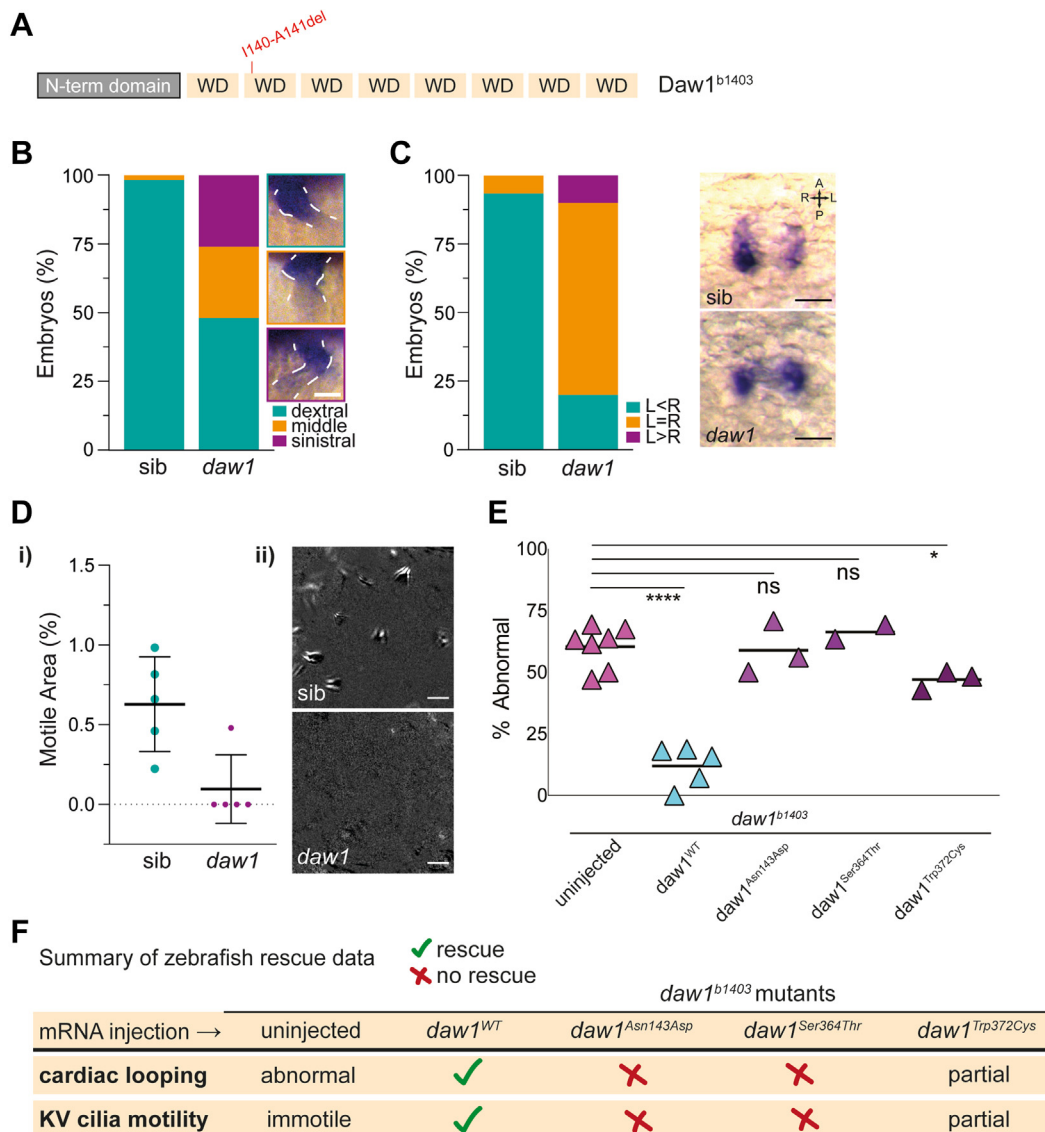 A
I140-A141del
N-term domain WD WD WD WD WD WD WD WD Daw1b1403
B
Embryos (%)
100
75
50
25
0
sib daw1
dextral
middle
sinistral
C
Embryos (%)
100
75
50
25
0
sib daw1
L<R
L=R
L>R
A
R L
P
sib
daw1
D
i)
Motile Area (%)
1.5
1.0
0.5
0.0
sib daw1
ii)
sib
daw1
E
% Abnormal
100
75
50
25
0
**** ns ns *
daw1b1403
uninjected
daw1WT
daw1Asn143Asp
daw1Ser364Thr
daw1Trp372Cys
F
Summary of zebrafish rescue data
✓ rescue
✗ no rescue
daw1b1403 mutants
mRNA injection → uninjected daw1WT daw1Asn143Asp daw1Ser364Thr daw1Trp372Cys
cardiac looping abnormal ✓ ✗ ✗ partial
KV cilia motility immotile ✓ ✗ ✗ partial